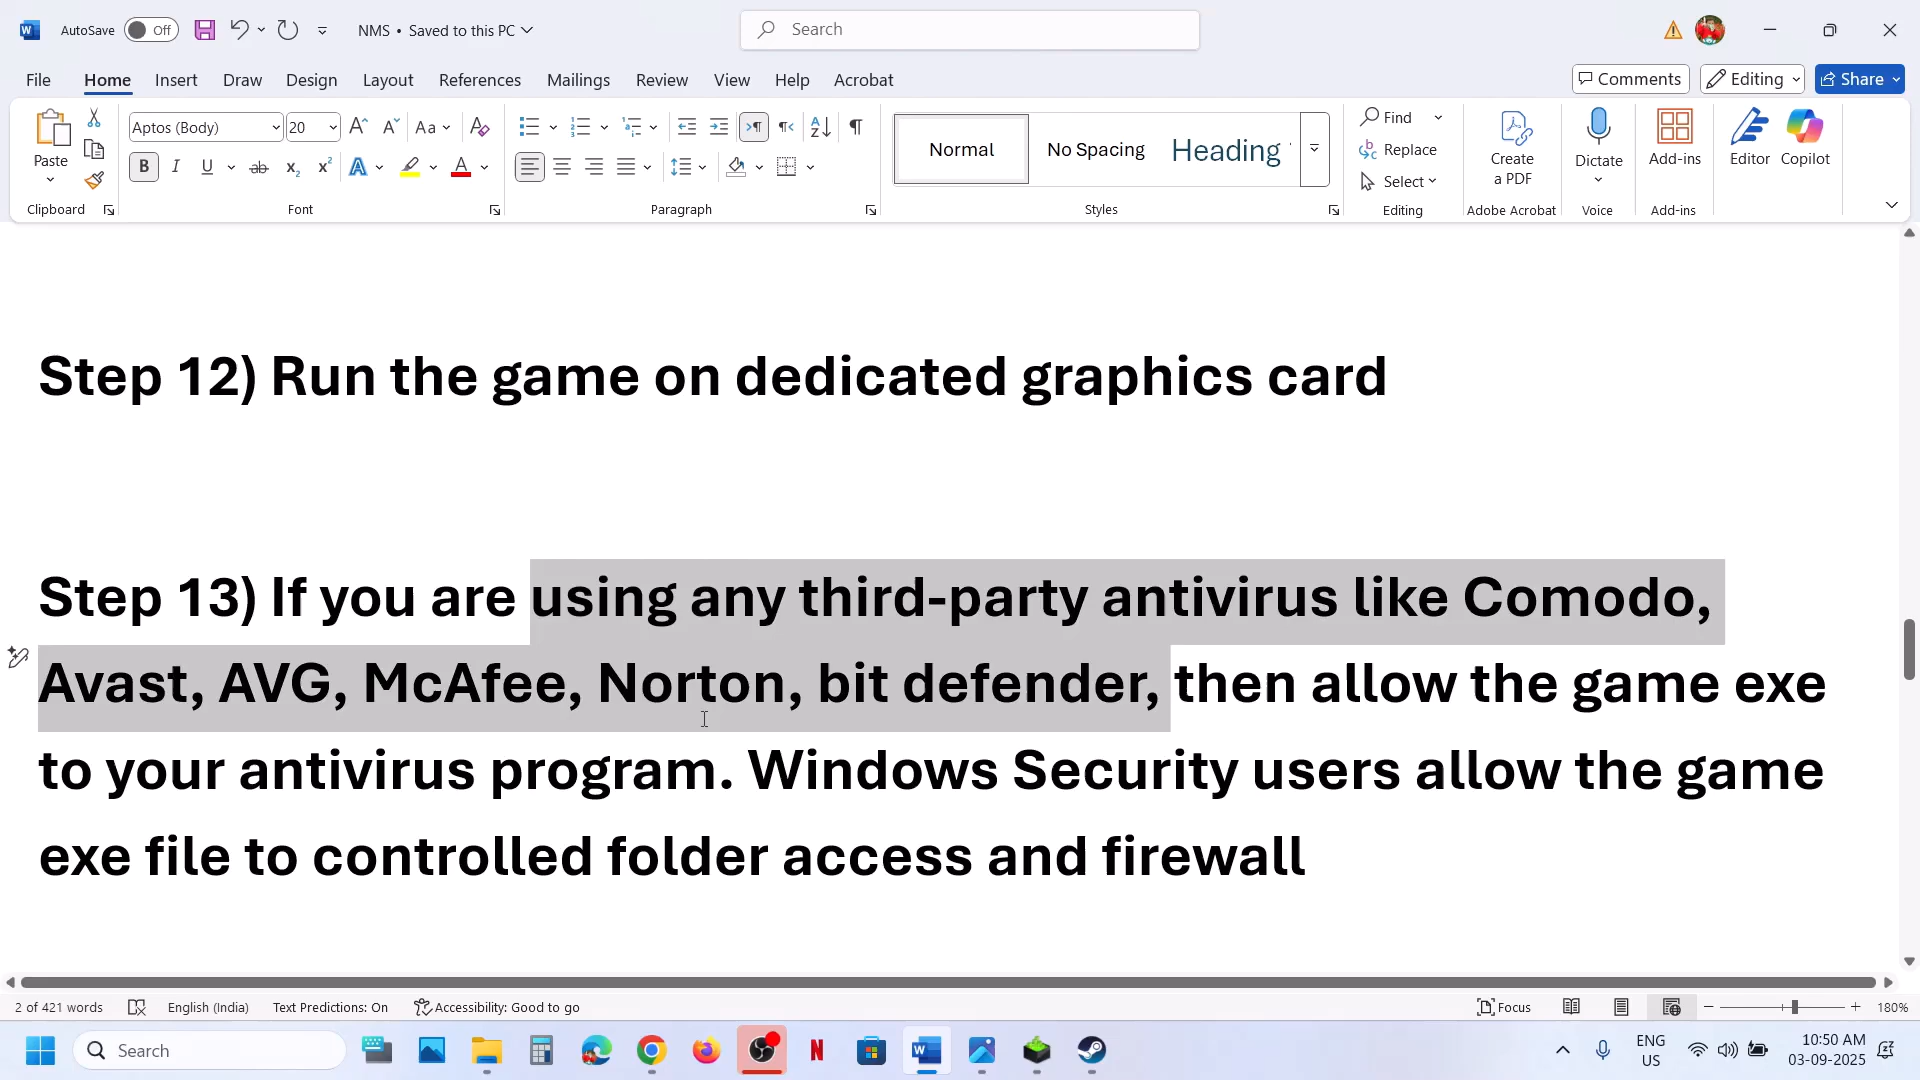 AutoSave Off NMS • Saved to this PC Search
File Home Insert Draw Design Layout References Mailings Review View Help Acrobat Comments Editing Share
Paste Aptos (Body) 20 Aa Normal No Spacing Heading Find Replace Select Create a PDF Dictate Add-ins Editor Copilot
Clipboard Font Paragraph Styles Editing Adobe Acrobat Voice Add-ins
Step 12) Run the game on dedicated graphics card
Step 13) If you are using any third-party antivirus like Comodo,
Avast, AVG, McAfee, Norton, bit defender, then allow the game exe
to your antivirus program. Windows Security users allow the game
exe file to controlled folder access and firewall
2 of 421 words English (India) Text Predictions: On Accessibility: Good to go Focus 180%
Search ENG 10:50 AM
US 03-09-2025